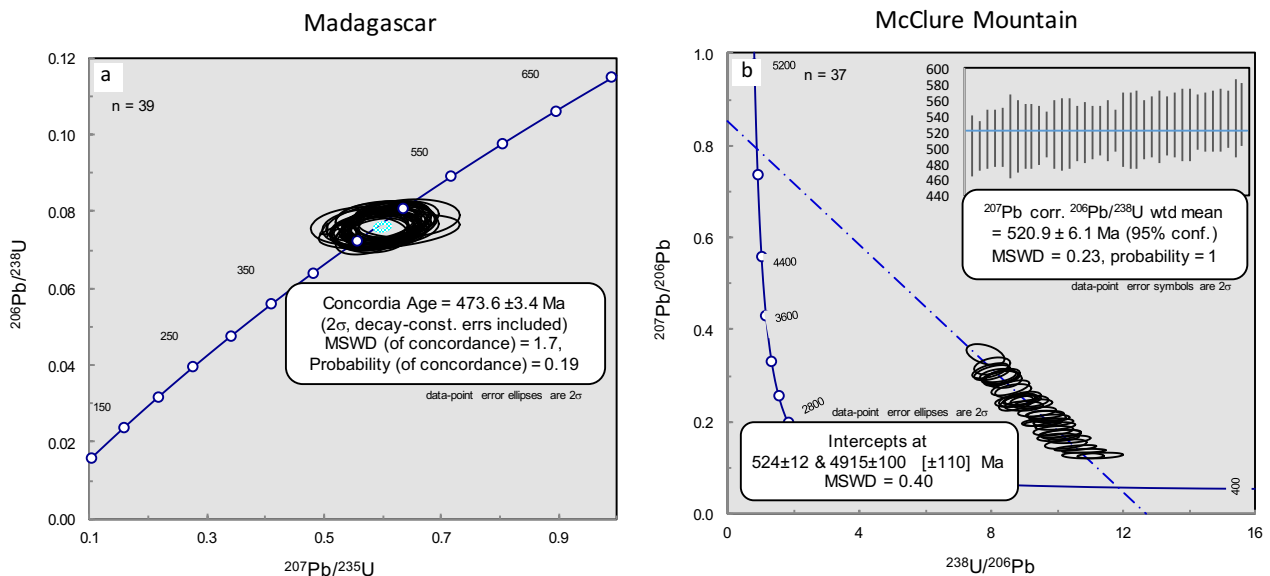 Madagascar
a
n = 39
0.12
0.10
0.08
0.06
0.04
0.02
0.00
²⁰⁶Pb/²³⁸U
650
550
350
250
150
Concordia Age = 473.6 ±3.4 Ma
(2σ, decay-const. errs included)
MSWD (of concordance) = 1.7,
Probability (of concordance) = 0.19
data-point error ellipses are 2σ
0.1 0.3 0.5 0.7 0.9
²⁰⁷Pb/²³⁵U
McClure Mountain
b
n = 37
1.0
0.8
0.6
0.4
0.2
0.0
²⁰⁷Pb/²⁰⁶Pb
5200
4400
3600
2800
400
600
580
560
540
520
500
480
460
440
²⁰⁷Pb corr. ²⁰⁶Pb/²³⁸U wtd mean
= 520.9 ± 6.1 Ma (95% conf.)
MSWD = 0.23, probability = 1
data-point error symbols are 2σ
data-point error ellipses are 2σ
Intercepts at
524±12 & 4915±100 [±110] Ma
MSWD = 0.40
0 4 8 12 16
²³⁸U/²⁰⁶Pb